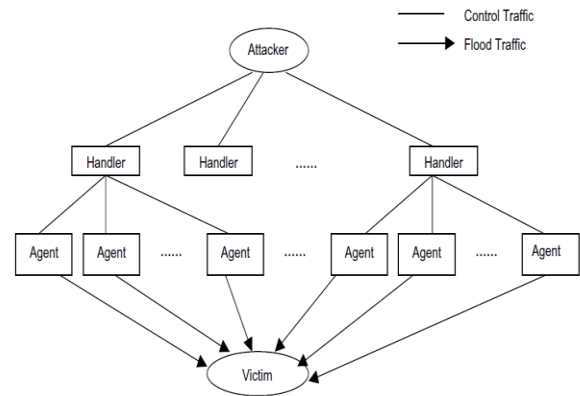 Control Traffic
Flood Traffic
Attacker
Handler Handler ...... Handler
Agent Agent ...... Agent ...... Agent Agent ...... Agent
Victim